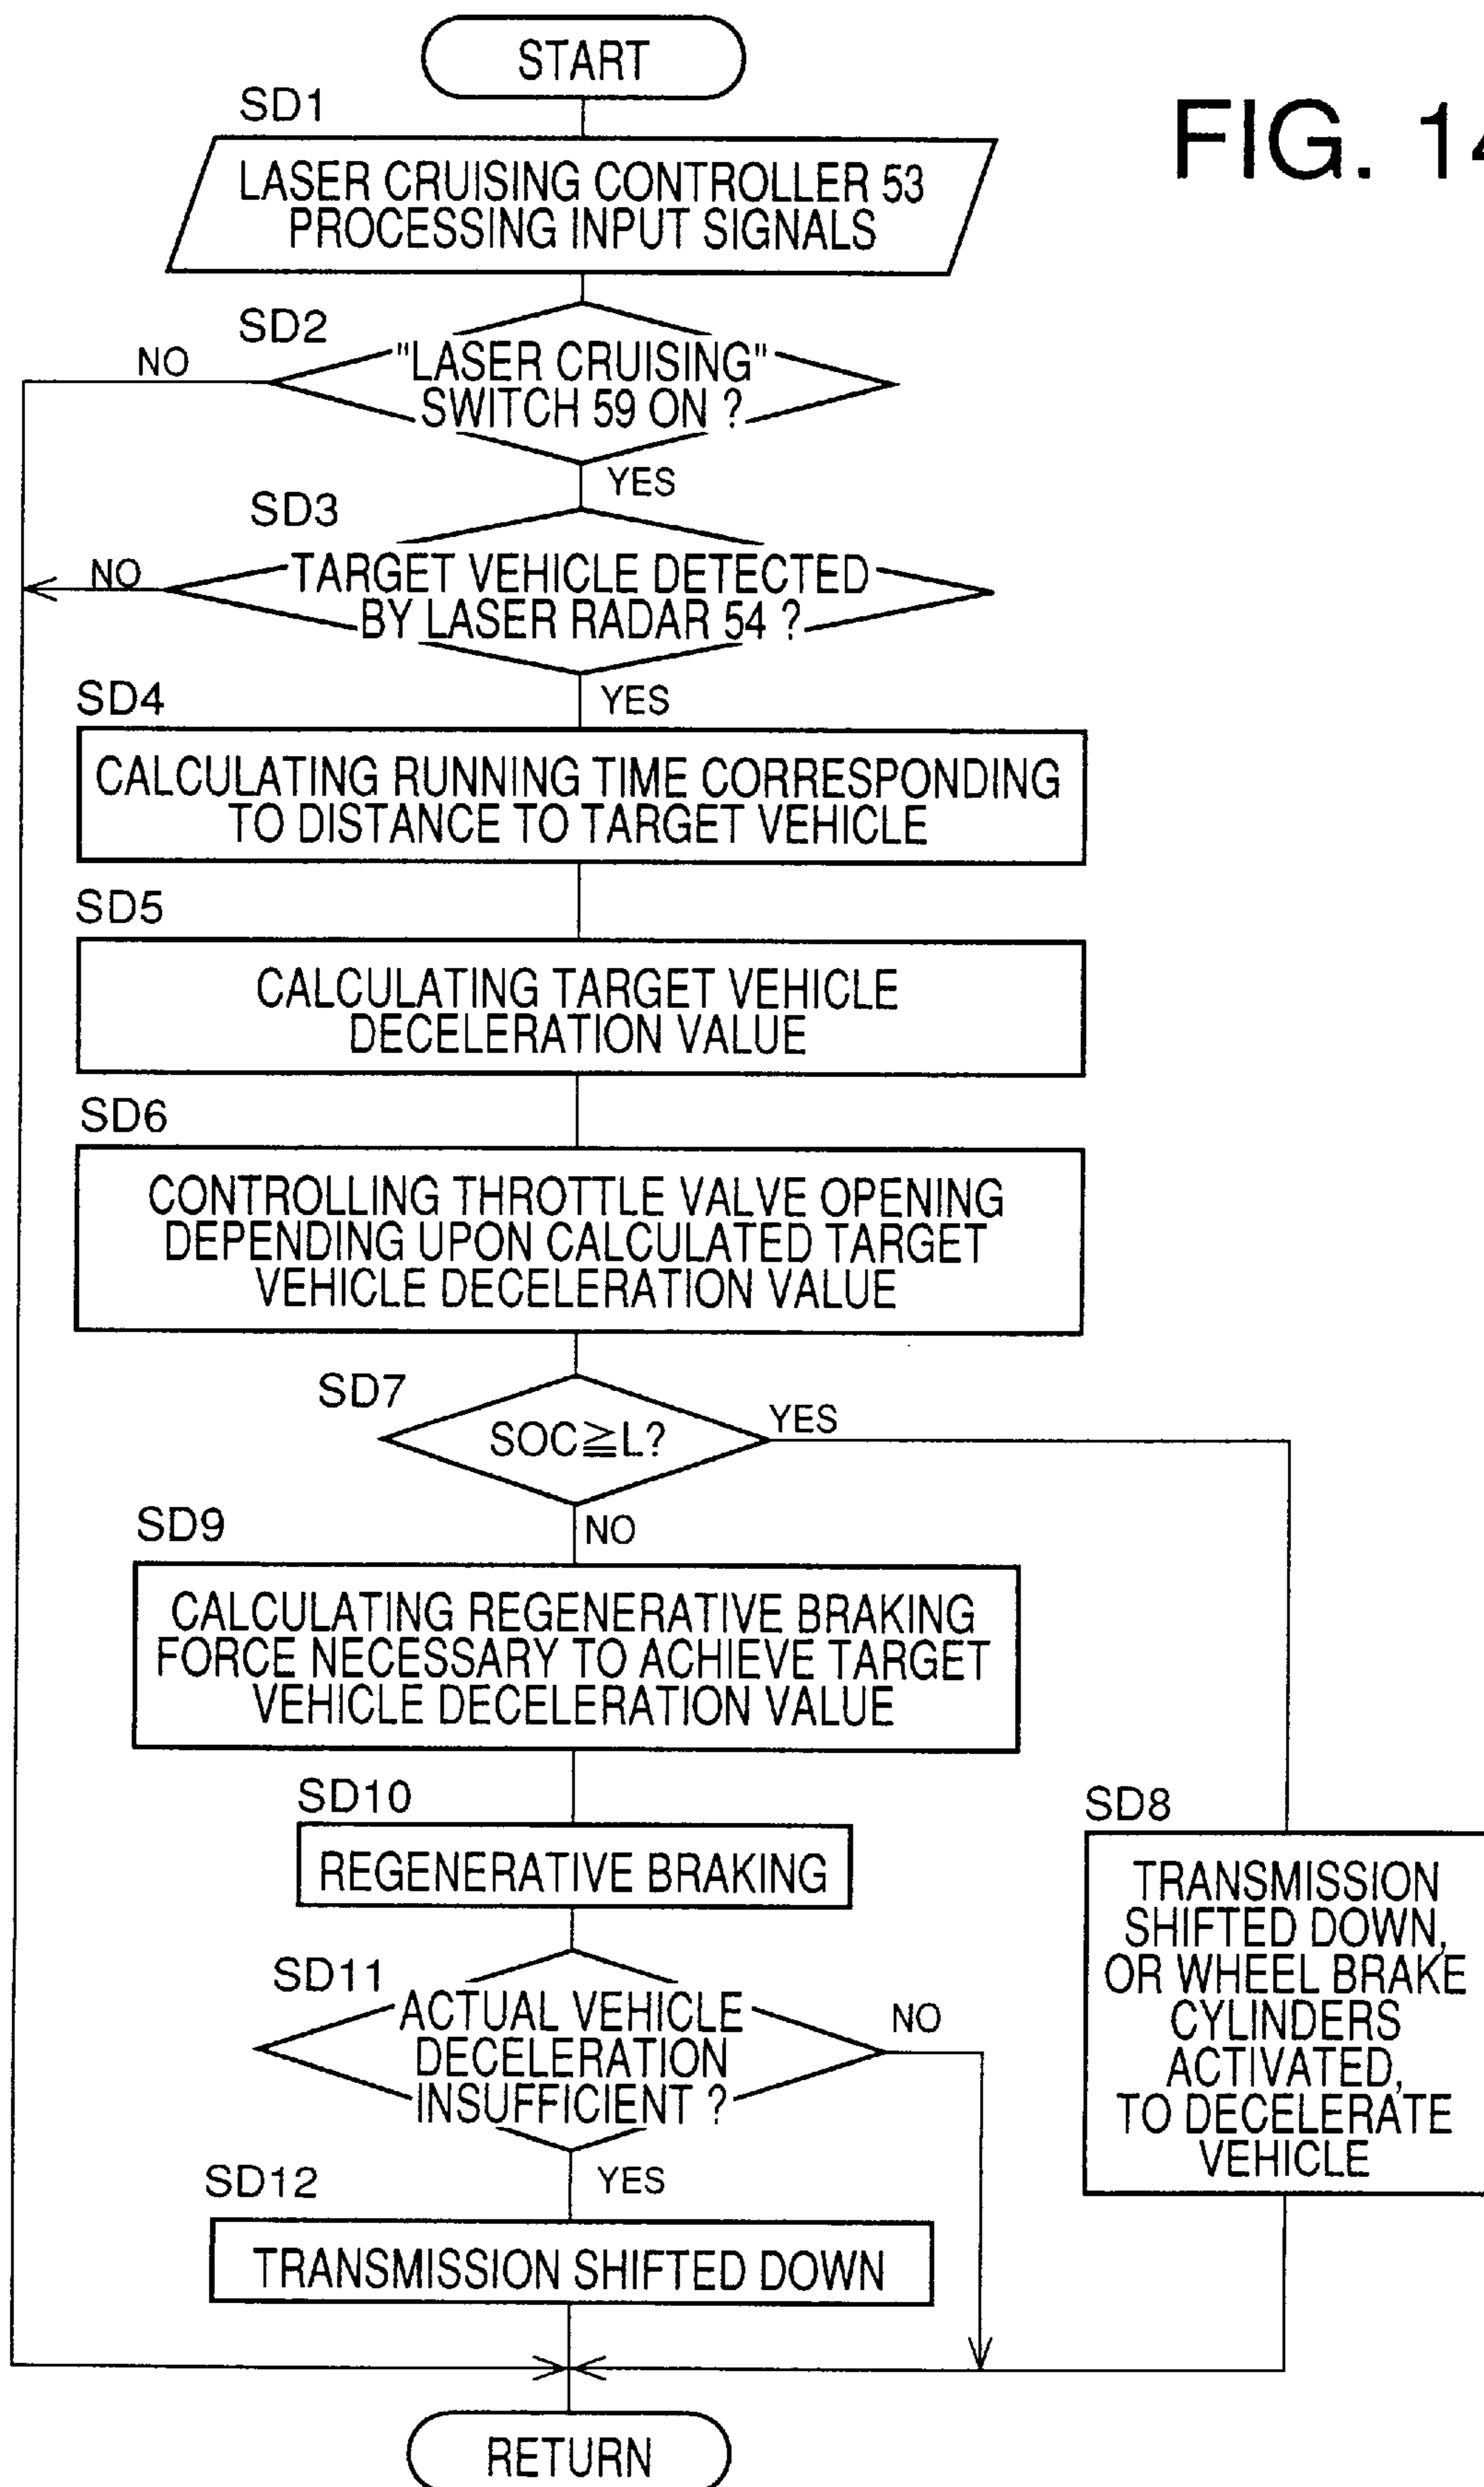 START
FIG. 14
SD1
LASER CRUISING CONTROLLER 53
PROCESSING INPUT SIGNALS
SD2
NO
"LASER CRUISING"
SWITCH 59 ON ?
YES
SD3
NO
TARGET VEHICLE DETECTED
BY LASER RADAR 54 ?
YES
SD4
CALCULATING RUNNING TIME CORRESPONDING
TO DISTANCE TO TARGET VEHICLE
SD5
CALCULATING TARGET VEHICLE
DECELERATION VALUE
SD6
CONTROLLING THROTTLE VALVE OPENING
DEPENDING UPON CALCULATED TARGET
VEHICLE DECELERATION VALUE
SD7
SOC≧L?
YES
NO
SD9
CALCULATING REGENERATIVE BRAKING
FORCE NECESSARY TO ACHIEVE TARGET
VEHICLE DECELERATION VALUE
SD10
REGENERATIVE BRAKING
SD8
TRANSMISSION
SHIFTED DOWN,
OR WHEEL BRAKE
CYLINDERS
ACTIVATED,
TO DECELERATE
VEHICLE
SD11
ACTUAL VEHICLE
DECELERATION
INSUFFICIENT ?
NO
YES
SD12
TRANSMISSION SHIFTED DOWN
RETURN